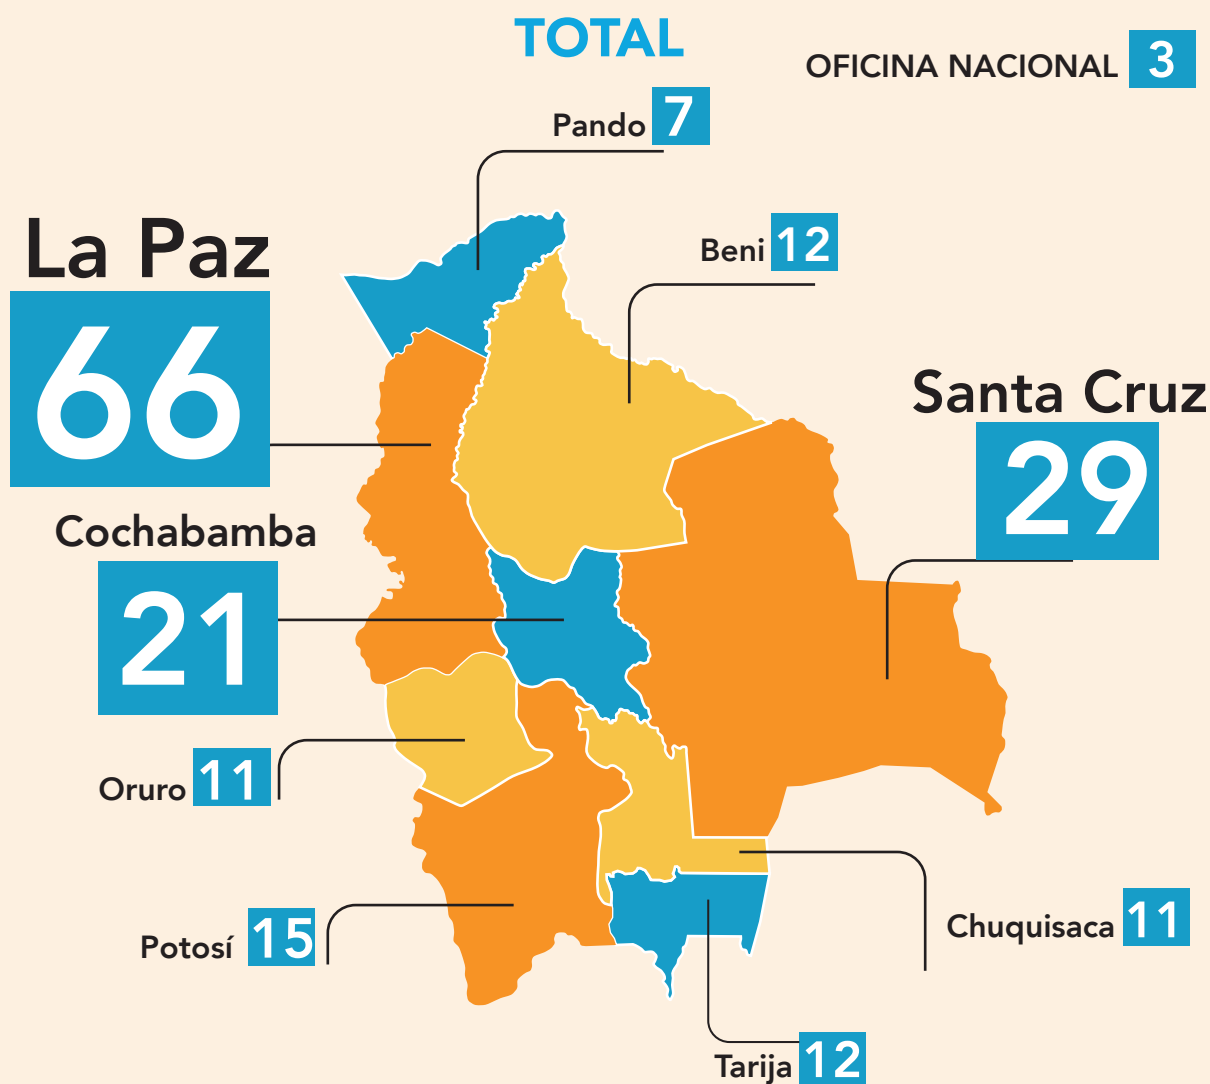 TOTAL
OFICINA NACIONAL 3
Pando 7
La Paz
66
Beni 12
Santa Cruz
29
Cochabamba
21
Oruro 11
Potosí 15
Chuquisaca 11
Tarija 12